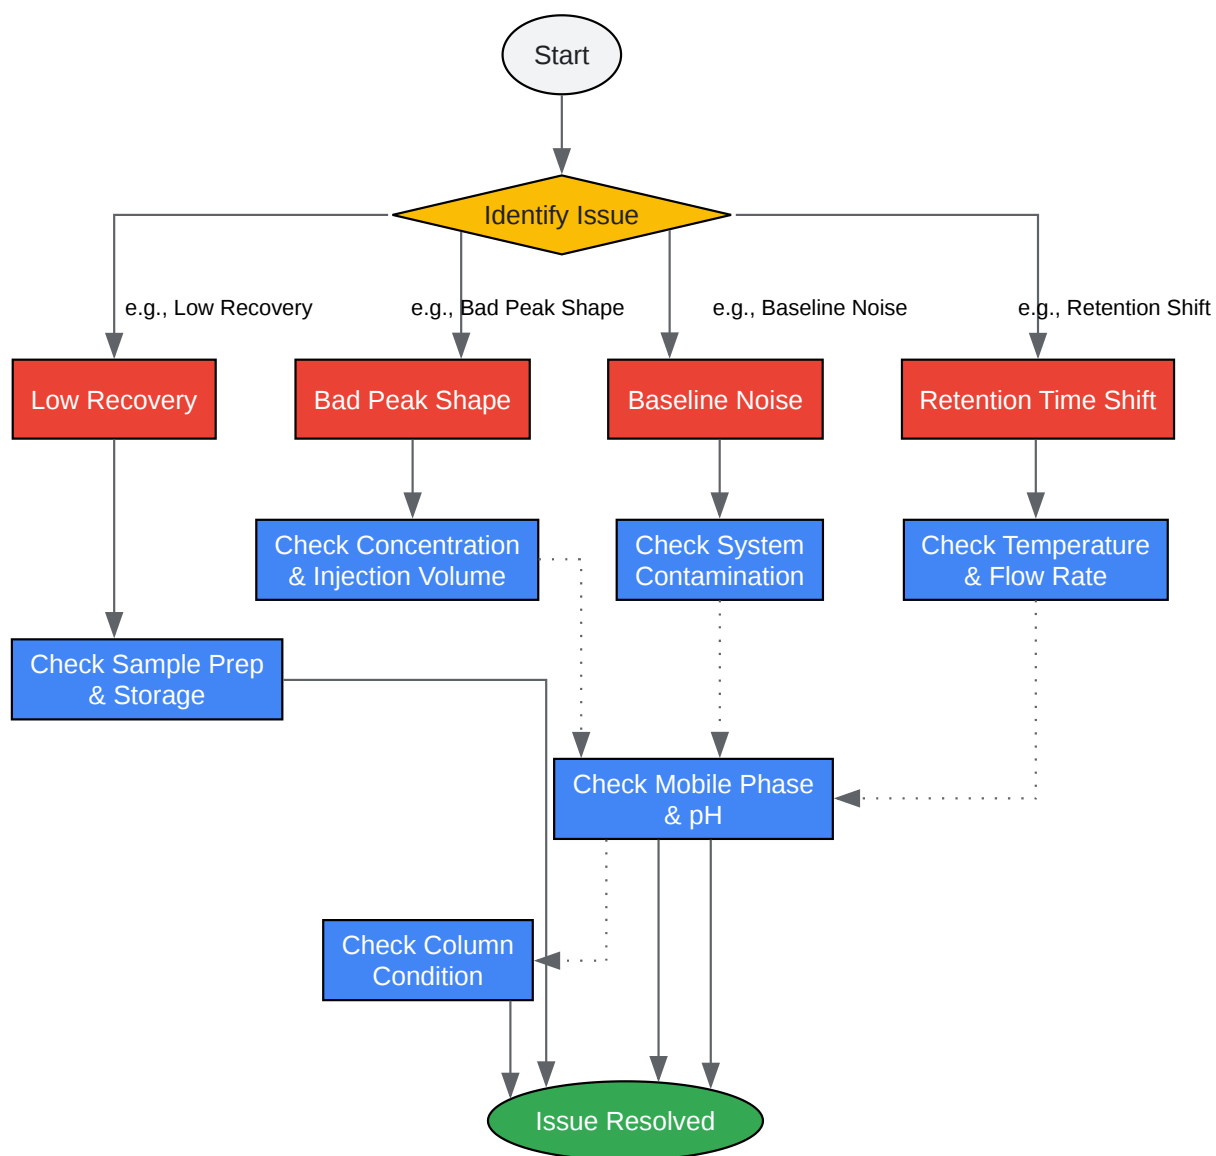 Start
Identify Issue
e.g., Low Recovery
e.g., Bad Peak Shape
e.g., Baseline Noise
e.g., Retention Shift
Low Recovery
Bad Peak Shape
Baseline Noise
Retention Time Shift
Check Concentration
& Injection Volume
Check System
Contamination
Check Temperature
& Flow Rate
Check Sample Prep
& Storage
Check Mobile Phase
& pH
Check Column
Condition
Issue Resolved